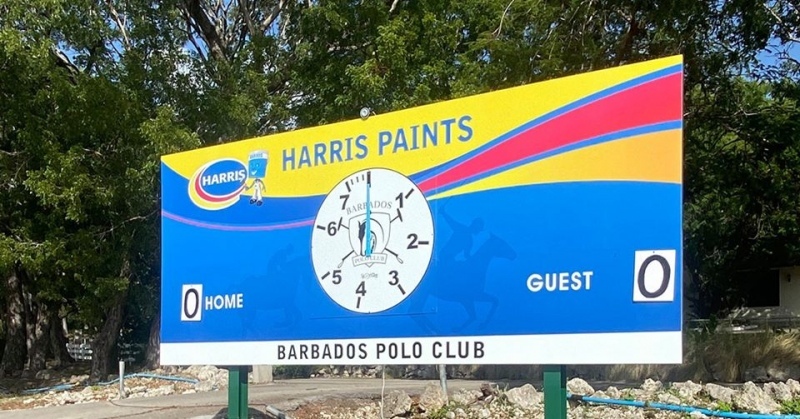 HARRIS PAINTS
HARRIS
BARBADOS
POLO CLUB
7
1
6
2
5
3
4
0 HOME
GUEST 0
BARBADOS POLO CLUB